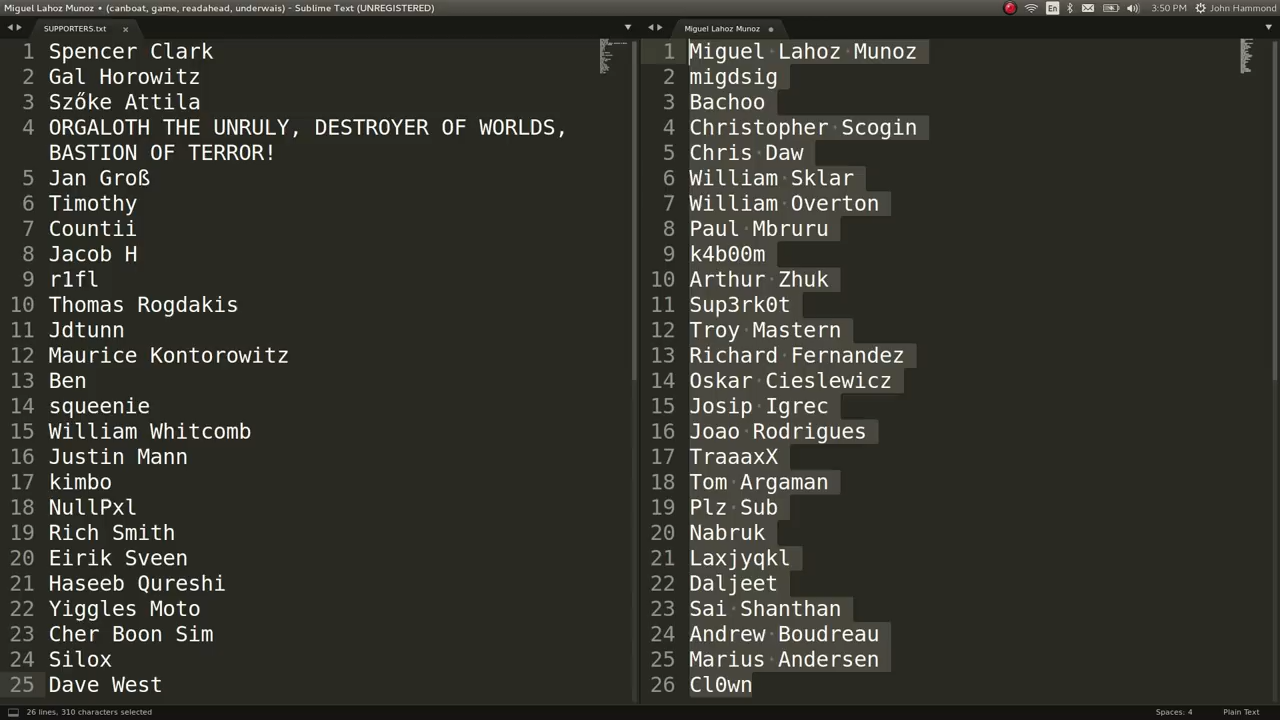 Miguel Lahoz Munoz • (canboat, game, readahead, underwais) - Sublime Text (UNREGISTERED)
En
3:50 PM
John Hammond
SUPPORTERS.txt
Miguel Lahoz Munoz
1 Spencer Clark
2 Gal Horowitz
3 Szőke Attila
4 ORGALOTH THE UNRULY, DESTROYER OF WORLDS,
BASTION OF TERROR!
5 Jan Groß
6 Timothy
7 Countii
8 Jacob H
9 r1fl
10 Thomas Rogdakis
11 Jdtunn
12 Maurice Kontorowitz
13 Ben
14 squeenie
15 William Whitcomb
16 Justin Mann
17 kimbo
18 NullPxl
19 Rich Smith
20 Eirik Sveen
21 Haseeb Qureshi
22 Yiggles Moto
23 Cher Boon Sim
24 Silox
25 Dave West
1 Miguel Lahoz Munoz
2 migdsig
3 Bachoo
4 Christopher Scogin
5 Chris Daw
6 William Sklar
7 William Overton
8 Paul Mbruru
9 k4b00m
10 Arthur Zhuk
11 Sup3rk0t
12 Troy Mastern
13 Richard Fernandez
14 Oskar Cieslewicz
15 Josip Igrec
16 Joao Rodrigues
17 TraaaxX
18 Tom Argaman
19 Plz Sub
20 Nabruk
21 Laxjyqkl
22 Daljeet
23 Sai Shanthan
24 Andrew Boudreau
25 Marius Andersen
26 Cl0wn
26 lines, 310 characters selected
Spaces: 4
Plain Text